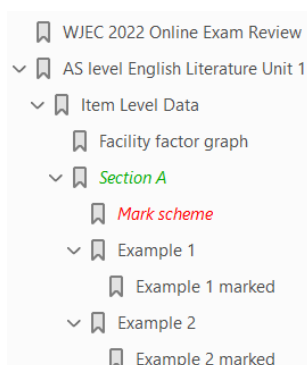 WJEC 2022 Online Exam Review
AS level English Literature Unit 1
Item Level Data
Facility factor graph
Section A
Mark scheme
Example 1
Example 1 marked
Example 2
Example 2 marked